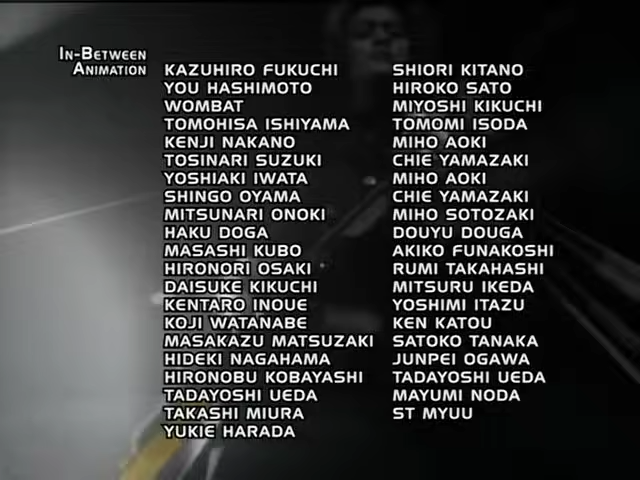 IN-BETWEEN
ANIMATION
KAZUHIRO FUKUCHI
YOU HASHIMOTO
WOMBAT
TOMOHISA ISHIYAMA
KENJI NAKANO
TOSINARI SUZUKI
YOSHIAKI IWATA
SHINGO OYAMA
MITSUNARI ONOKI
HAKU DOGA
MASASHI KUBO
HIRONORI OSAKI
DAISUKE KIKUCHI
KENTARO INOUE
KOJI WATANABE
MASAKAZU MATSUZAKI
HIDEKI NAGAHAMA
HIRONOBU KOBAYASHI
TADAYOSHI UEDA
TAKASHI MIURA
YUKIE HARADA
SHIORI KITANO
HIROKO SATO
MIYOSHI KIKUCHI
TOMOMI ISODA
MIHO AOKI
CHIE YAMAZAKI
MIHO AOKI
CHIE YAMAZAKI
MIHO SOTOZAKI
DOUYU DOUGA
AKIKO FUNAKOSHI
RUMI TAKAHASHI
MITSURU IKEDA
YOSHIMI ITAZU
KEN KATOU
SATOKO TANAKA
JUNPEI OGAWA
TADAYOSHI UEDA
MAYUMI NODA
ST MYUU